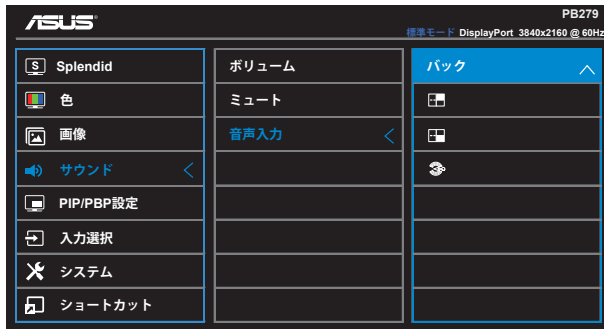 ASUS
PB279
標準モード DisplayPort 3840x2160 @ 60Hz
S Splendid
色
画像
サウンド
PIP/PBP設定
入力選択
システム
ショートカット
ボリューム
ミュート
音声入力
バック